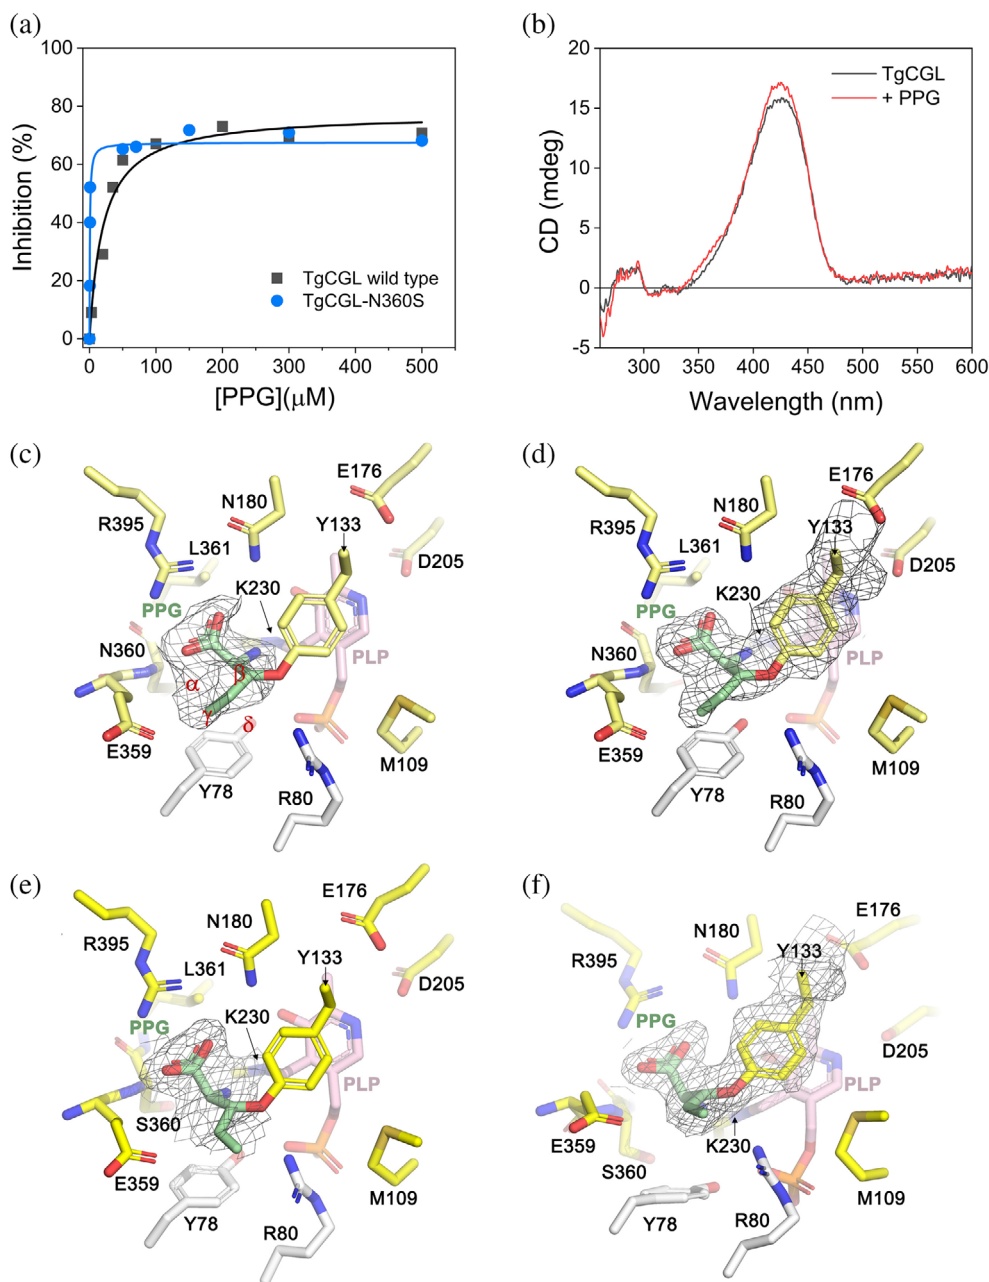 (a)
100
80
60
40
20
0
Inhibition (%)
TgCGL wild type
TgCGL-N360S
0 100 200 300 400 500
[PPG](μM)
(b)
20
15
10
5
0
-5
CD (mdeg)
TgCGL
+ PPG
300 350 400 450 500 550 600
Wavelength (nm)
(c)
E176
N180
R395
Y133
L361
D205
K230
PPG
N360
PLP
β
α
γ
δ
E359
M109
Y78
R80
(d)
E176
N180
R395
Y133
L361
D205
K230
PPG
N360
PLP
E359
M109
Y78
R80
(e)
E176
N180
R395
Y133
L361
D205
K230
PPG
PLP
S360
E359
M109
Y78
R80
(f)
E176
N180
R395
Y133
PPG
D205
PLP
E359
K230
S360
M109
Y78
R80